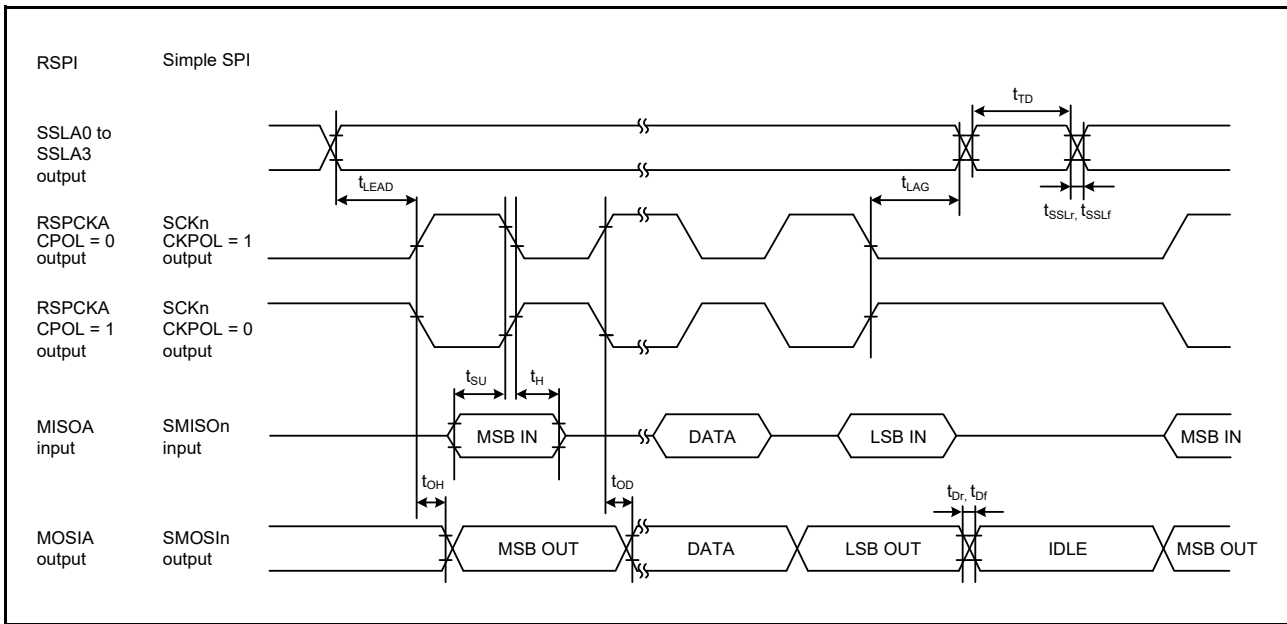 RSPI Simple SPI
tTD
SSLA0 to
SSLA3
output
tLEAD
tLAG
tSSLr, tSSLf
RSPCKA SCKn
CPOL = 0 CKPOL = 1
output output
RSPCKA SCKn
CPOL = 1 CKPOL = 0
output output
tSU tH
MISOA SMISOn
input input
MSB IN DATA LSB IN MSB IN
tOH tOD tDr, tDf
MOSIA SMOSIn
output output
MSB OUT DATA LSB OUT IDLE MSB OUT